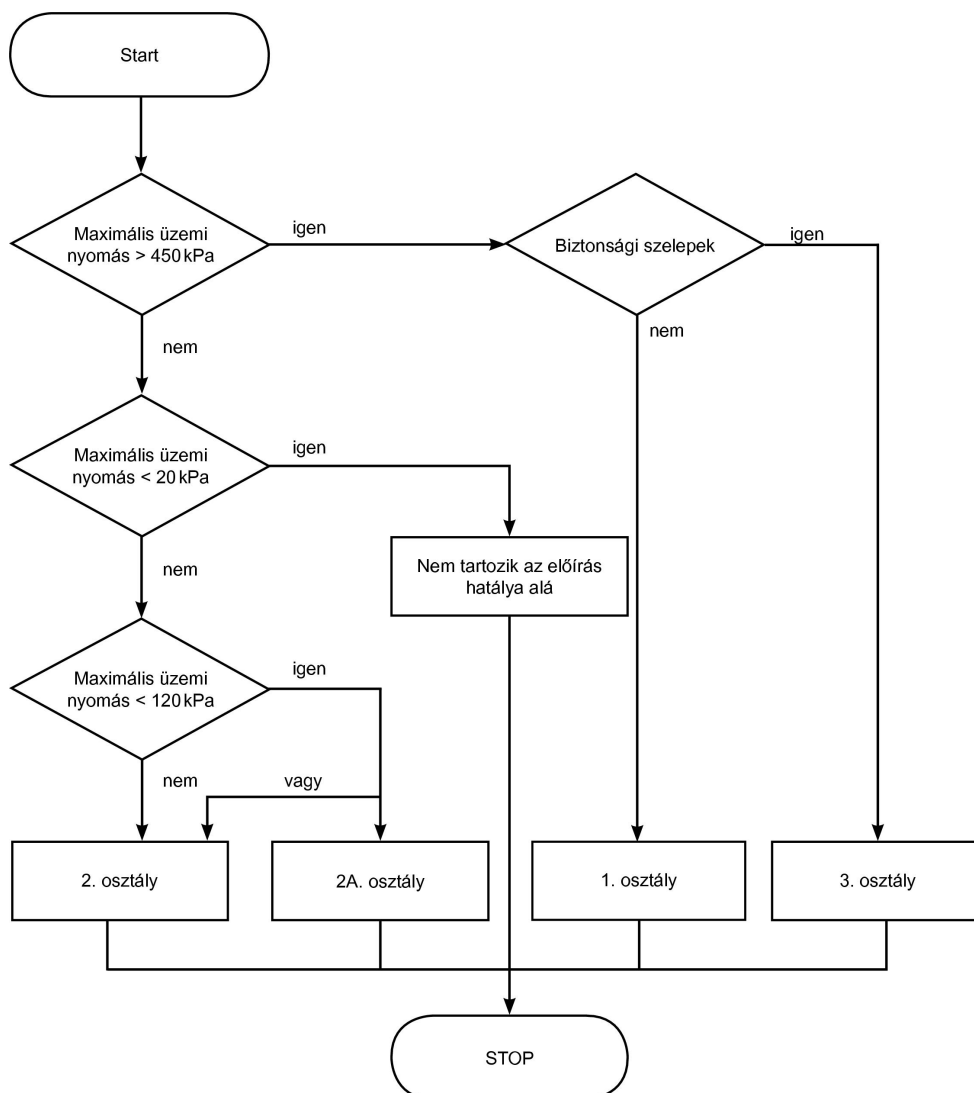 Start
Maximális üzemi
nyomás > 450 kPa
igen
Biztonsági szelepek
igen
nem
nem
Maximális üzemi
nyomás < 20 kPa
igen
Nem tartozik az előírás
hatálya alá
nem
Maximális üzemi
nyomás < 120 kPa
igen
nem
vagy
2. osztály
2A. osztály
1. osztály
3. osztály
STOP